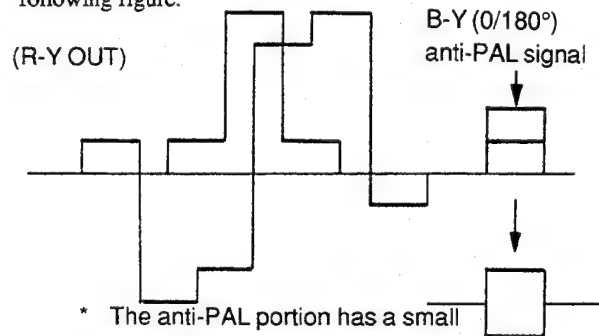 following figure.
(R-Y OUT)
B-Y (0/180°)
anti-PAL signal
* The anti-PAL portion has a small